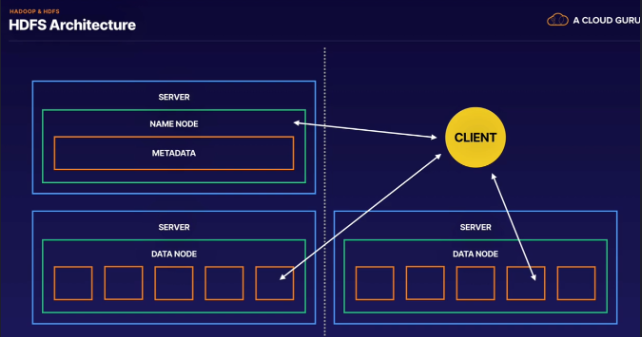 HADOOP & HDFS
HDFS Architecture
A CLOUD GURU
SERVER
NAME NODE
METADATA
CLIENT
SERVER
DATA NODE
SERVER
DATA NODE